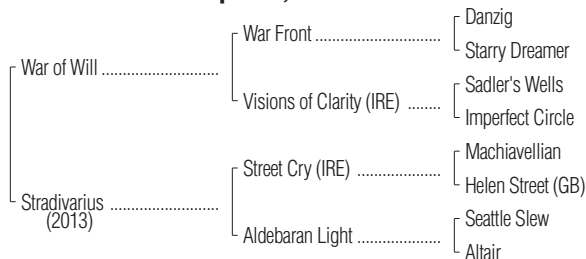 Danzig
War Front
Starry Dreamer
War of Will
Sadler's Wells
Visions of Clarity (IRE)
Imperfect Circle
Machiavellian
Street Cry (IRE)
Helen Street (GB)
Stradivarius
(2013)
Seattle Slew
Aldebaran Light
Altair